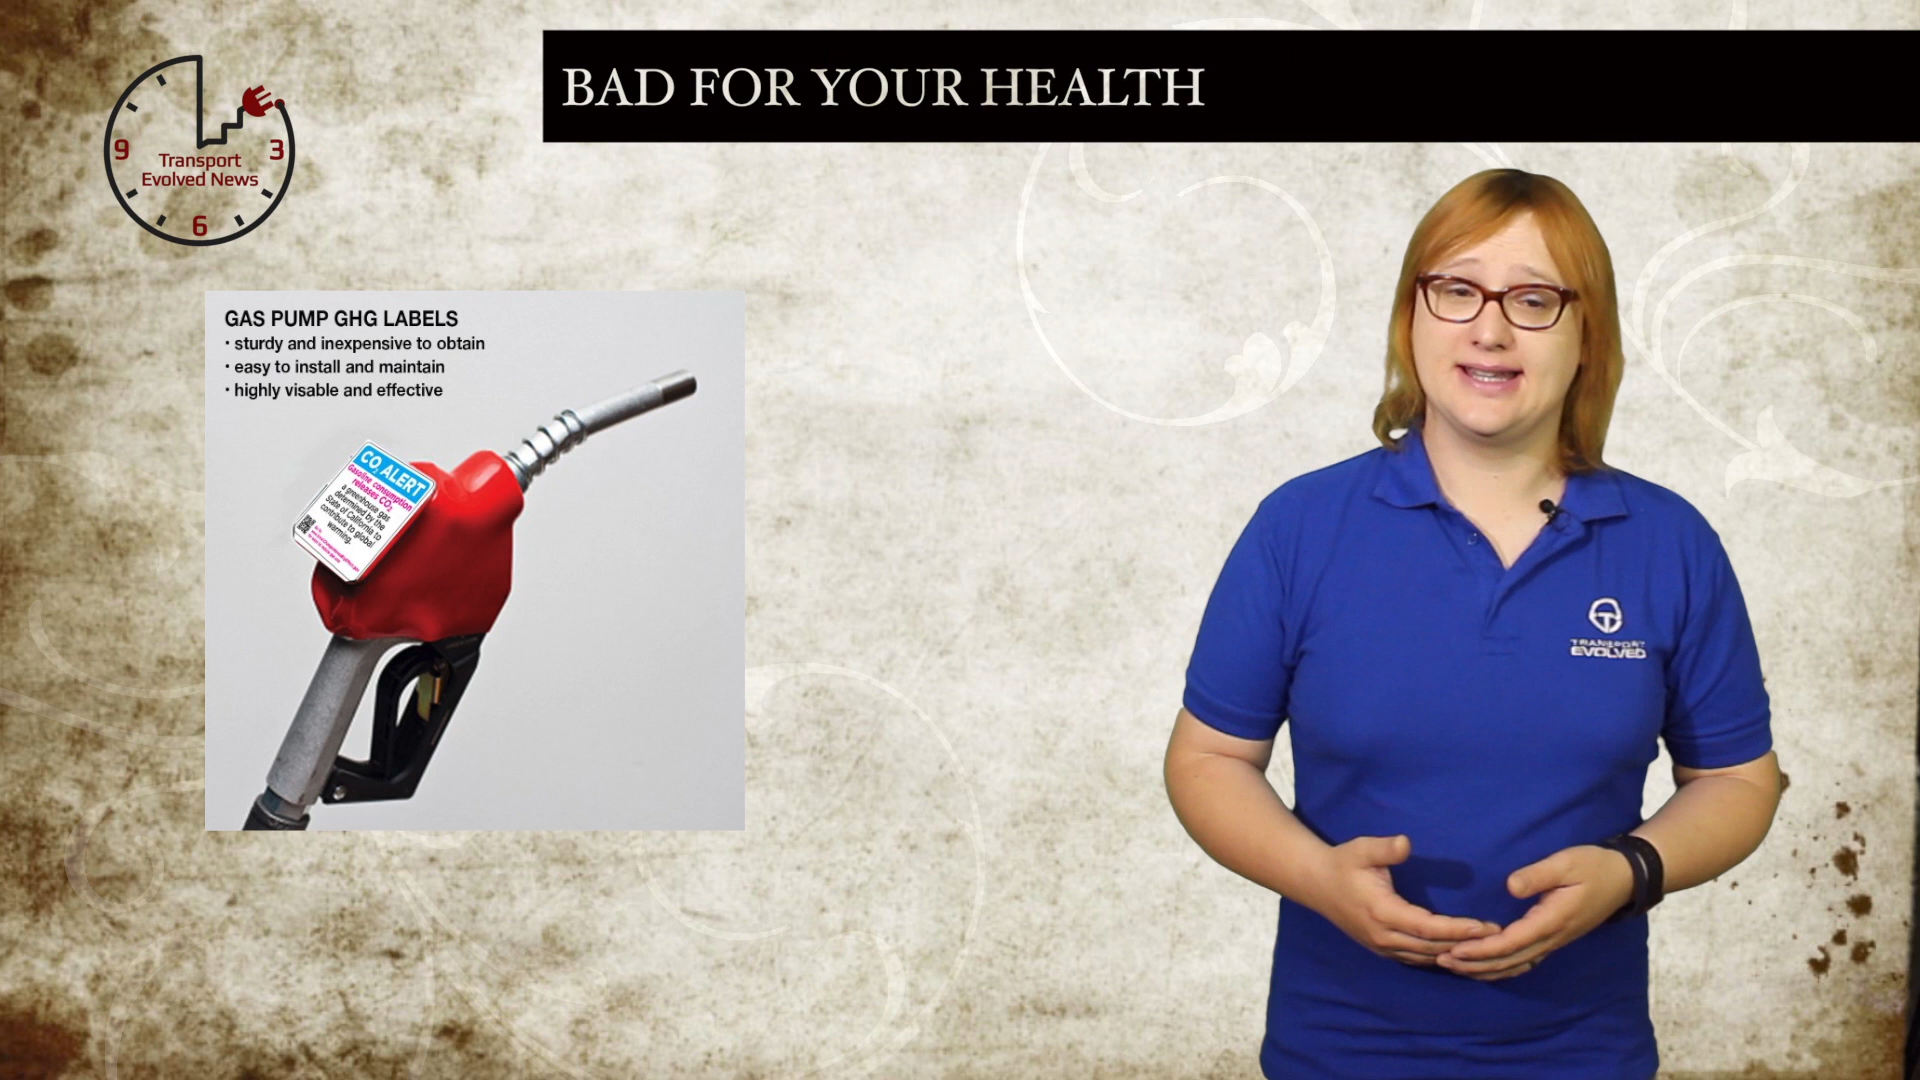 BAD FOR YOUR HEALTH
9
3
Transport
Evolved News
6
GAS PUMP GHG LABELS
• sturdy and inexpensive to obtain
• easy to install and maintain
• highly visable and effective
CO2 ALERT
Gasoline consumption
releases CO2
a greenhouse gas
determined by the
State of California to
contribute to global
warming.
TRANSPORT
EVOLVED